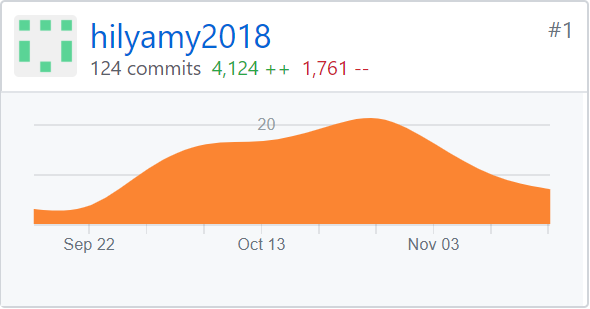 hilyamy2018
#1
124 commits 4,124 ++ 1,761 --
20
Sep 22 Oct 13 Nov 03